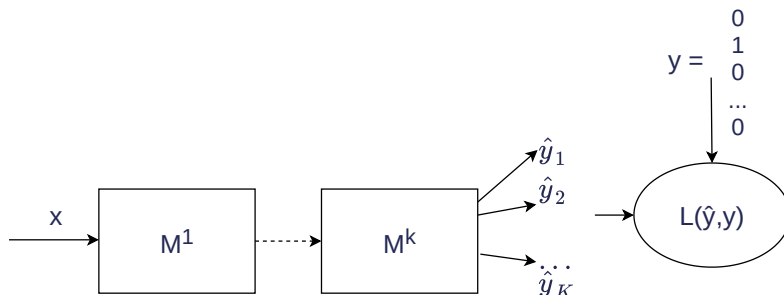 x
M¹
Mᵏ
ŷ₁
ŷ₂
...
ŷ_K
y =
0
1
0
...
0
L(ŷ,y)